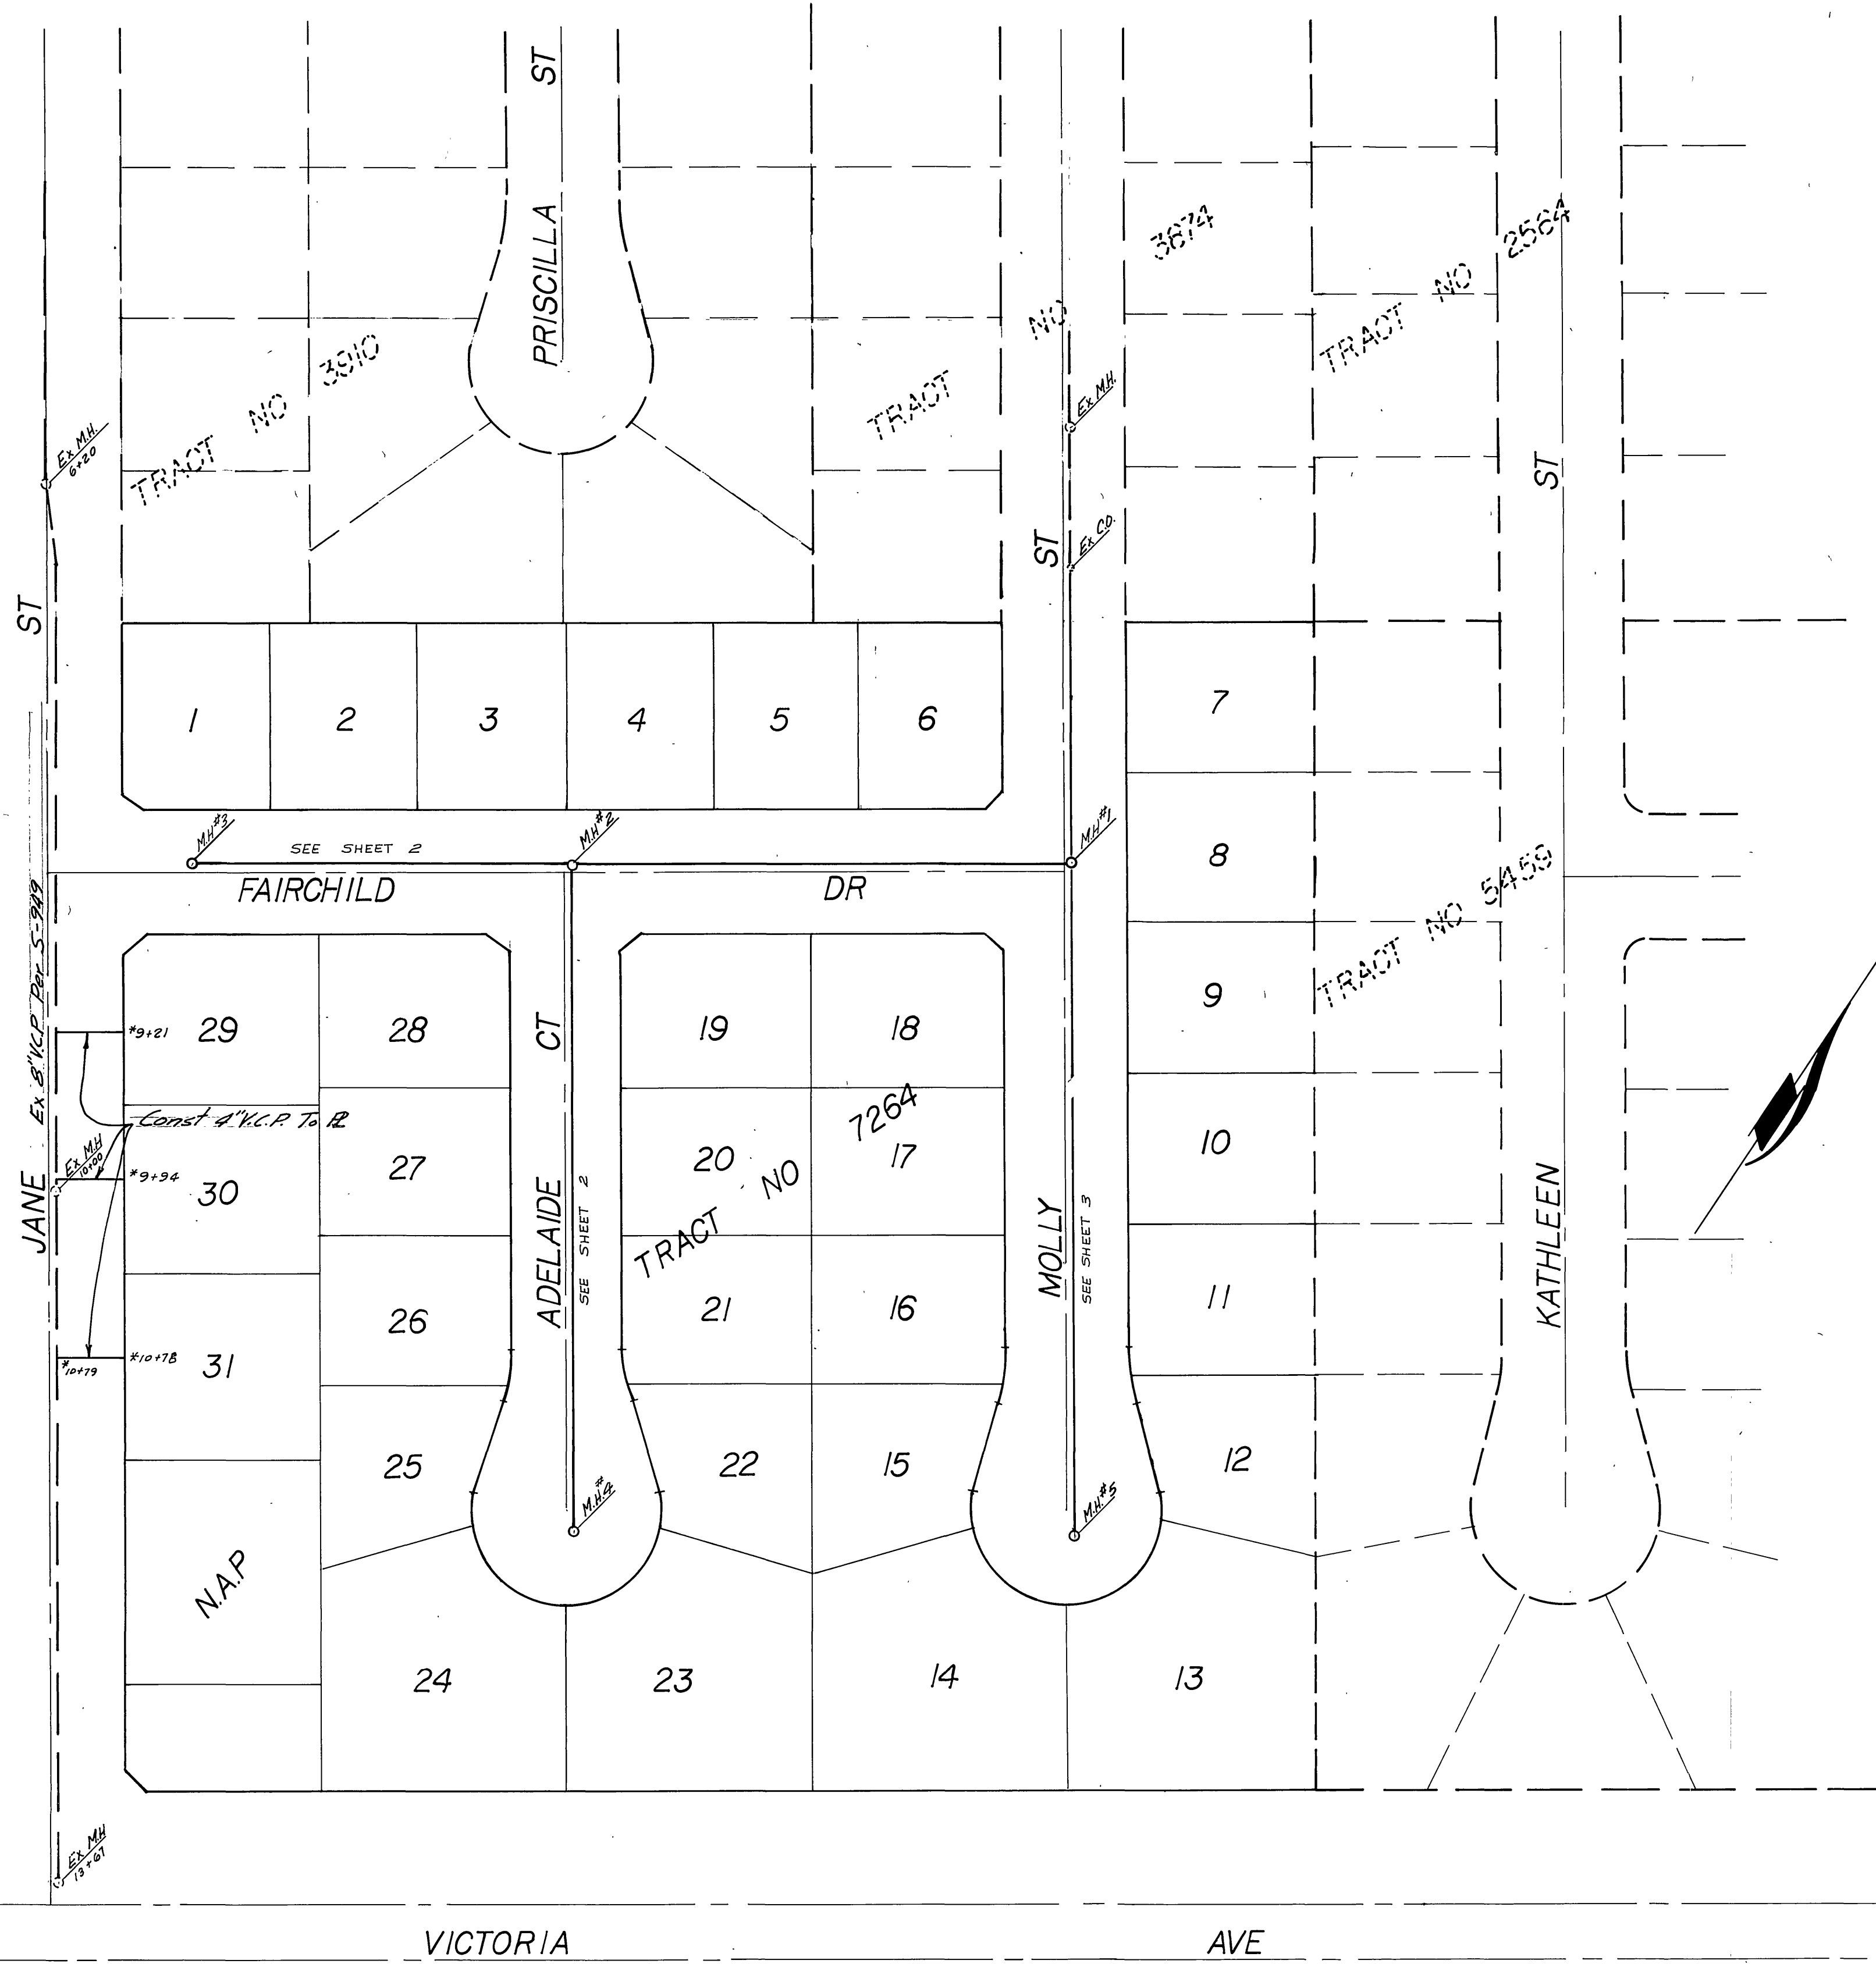 PRISCILLA ST
TRACT NO 3910
TRACT NO 3874
TRACT NO 2564
Ex M.H.
6+20
Ex M.H.
Ex C.O.
ST
ST
ST
1
2
3
4
5
6
7
M.H.#3
SEE SHEET 2
M.H.#2
M.H.#1
8
FAIRCHILD DR
TRACT NO 5459
Ex 8" V.C.P. Per S-949
*9+21
29
28
CT
19
18
9
Const 4" V.C.P. To PL
7264
Ex M.H
10+00
*9+94
30
27
20
17
10
TRACT NO
JANE
ADELAIDE
SEE SHEET 2
MOLLY
SEE SHEET 3
KATHLEEN
26
21
16
11
*10+79
*10+78
31
25
22
15
12
M.H.#4
M.H.#5
N.A.P
24
23
14
13
Ex M.H
13+67
VICTORIA AVE